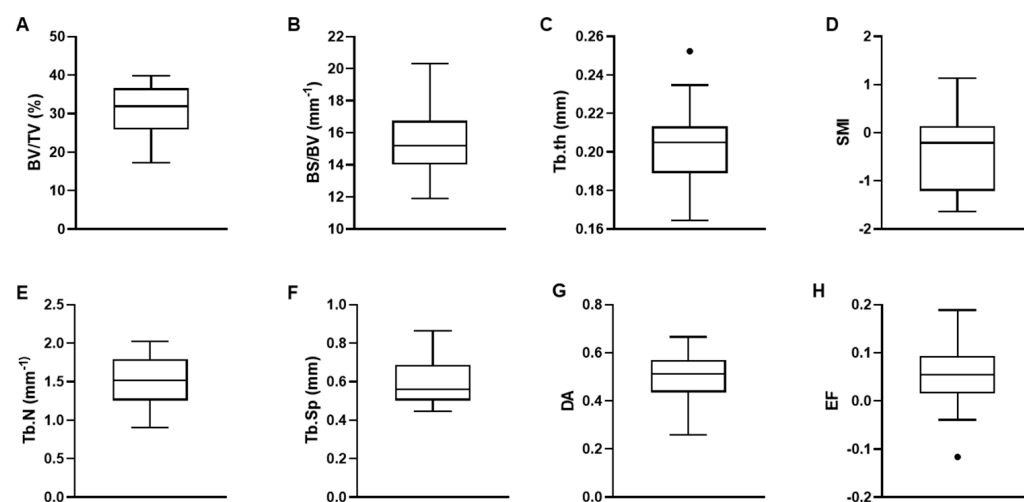 A
BV/TV (%)
50
40
30
20
10
0
B
BS/BV (mm-1)
22
20
18
16
14
12
10
C
Tb.th (mm)
0.26
0.24
0.22
0.20
0.18
0.16
D
SMI
2
1
0
-1
-2
E
Tb.N (mm-1)
2.5
2.0
1.5
1.0
0.5
0.0
F
Tb.Sp (mm)
1.0
0.8
0.6
0.4
0.2
0.0
G
DA
0.8
0.6
0.4
0.2
0.0
H
EF
0.2
0.1
0.0
-0.1
-0.2